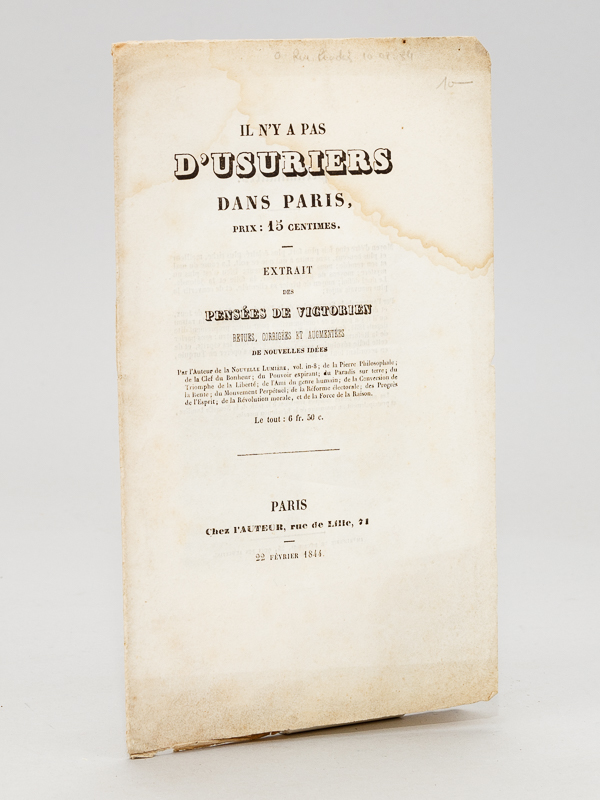 IL N'Y A PAS
D'USURIERS
DANS PARIS,
PRIX : 15 CENTIMES.
EXTRAIT
DES
PENSÉES DE VICTORIEN
REVUES, CORRIGÉES ET AUGMENTÉES
DE NOUVELLES IDÉES
Par l'Auteur de la NOUVELLE LUMIÈRE, vol. in-8; de la Pierre Philosophale;
de la Clef du Bonheur; du Pouvoir expirant; du Paradis sur terre; du
Triomphe de la Liberté; de l'Ami du genre humain; de la Conversion de
la Rente; du Mouvement Perpétuel; de la Réforme électorale; des Progrès
de l'Esprit; de la Révolution morale, et de la Force de la Raison.
Le tout : 6 fr. 50 c.
PARIS
Chez l'AUTEUR, rue de Lille, 71
22 FÉVRIER 1844.